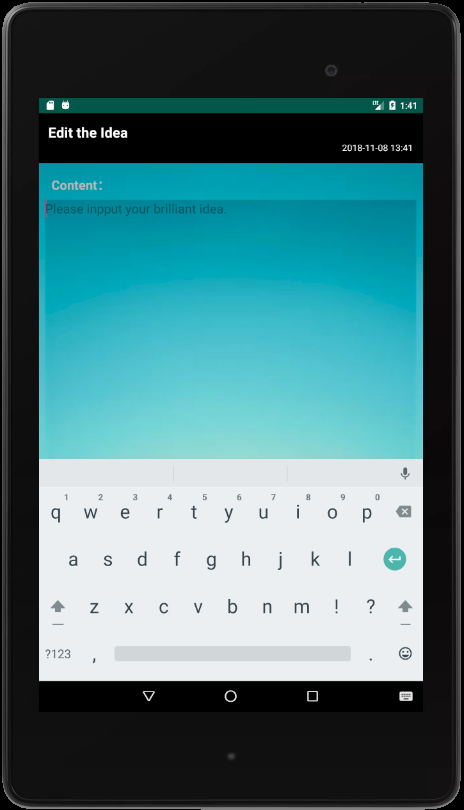 LTE 1:41
Edit the Idea
2018-11-08 13:41
Content：
Please inpput your brilliant idea.
1 2 3 4 5 6 7 8 9 0
q w e r t y u i o p
a s d f g h j k l
z x c v b n m ! ?
?123 , .